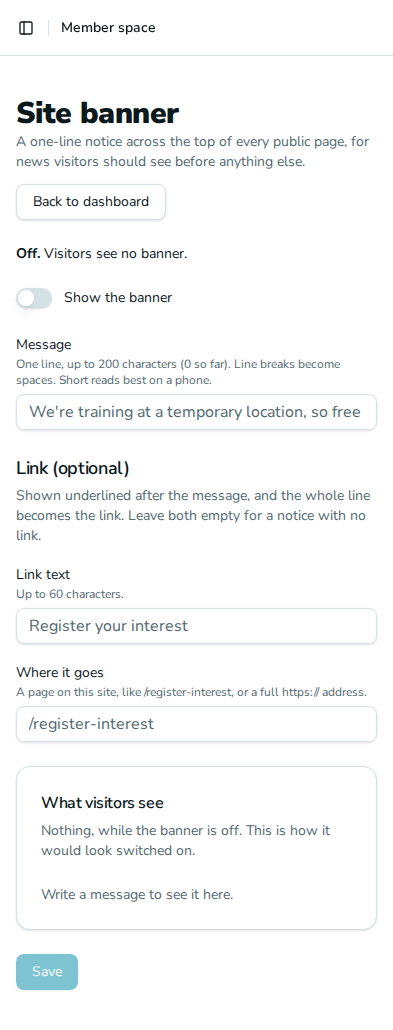 Member space
Site banner
A one-line notice across the top of every public page, for
news visitors should see before anything else.
Back to dashboard
Off. Visitors see no banner.
Show the banner
Message
One line, up to 200 characters (0 so far). Line breaks become
spaces. Short reads best on a phone.
We're training at a temporary location, so free
Link (optional)
Shown underlined after the message, and the whole line
becomes the link. Leave both empty for a notice with no
link.
Link text
Up to 60 characters.
Register your interest
Where it goes
A page on this site, like /register-interest, or a full https:// address.
/register-interest
What visitors see
Nothing, while the banner is off. This is how it
would look switched on.
Write a message to see it here.
Save